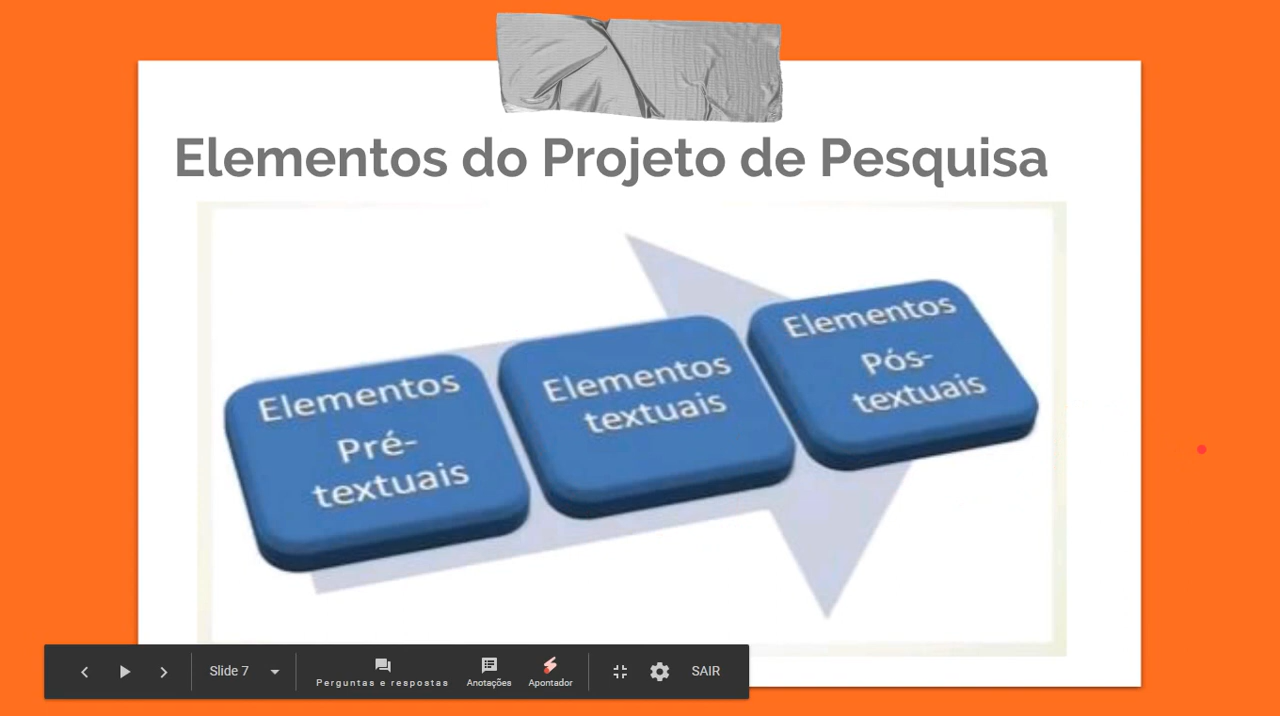 Elementos do Projeto de Pesquisa
Elementos
Pré-
textuais
Elementos
textuais
Elementos
Pós-
textuais
Slide 7
Perguntas e respostas
Anotações
Apontador
SAIR